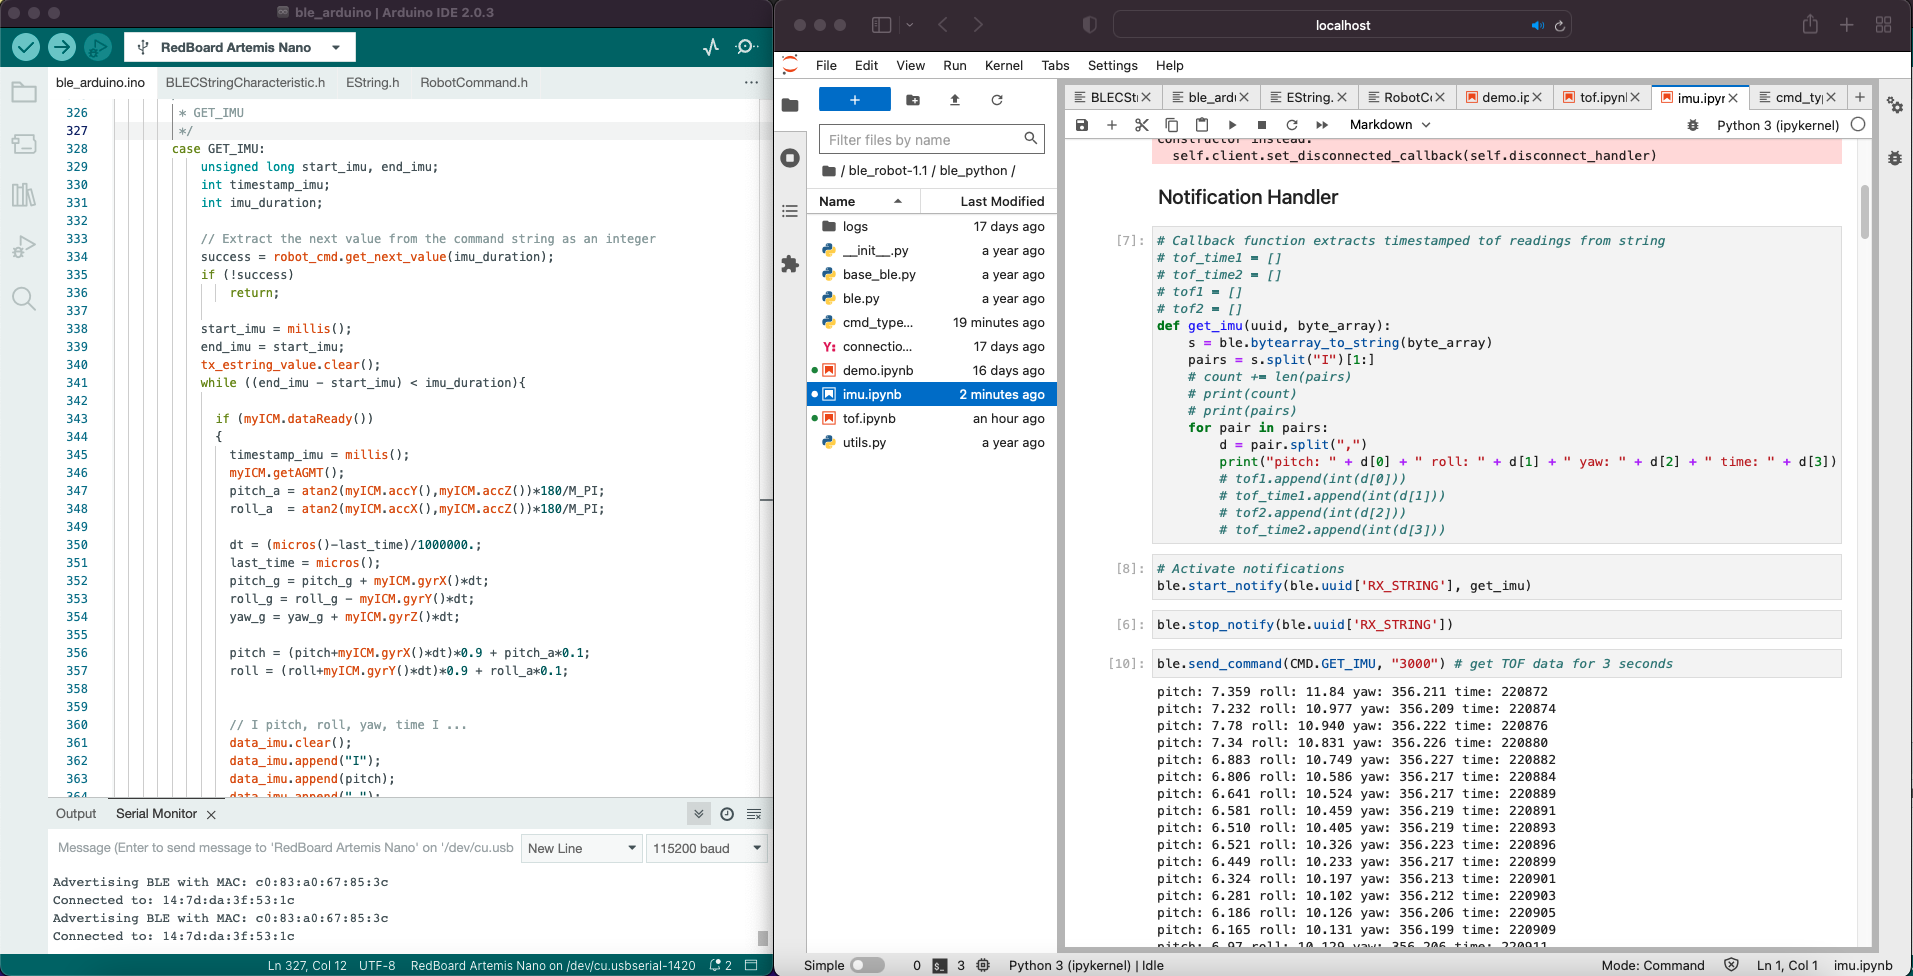 ble_arduino | Arduino IDE 2.0.3
RedBoard Artemis Nano
ble_arduino.ino BLECStringCharacteristic.h EString.h RobotCommand.h ...
326 * GET_IMU
327 */
328 case GET_IMU:
329 unsigned long start_imu, end_imu;
330 int timestamp_imu;
331 int imu_duration;
332
333 // Extract the next value from the command string as an integer
334 success = robot_cmd.get_next_value(imu_duration);
335 if (!success)
336 return;
337
338 start_imu = millis();
339 end_imu = start_imu;
340 tx_estring_value.clear();
341 while ((end_imu - start_imu) < imu_duration){
342
343 if (myICM.dataReady())
344 {
345 timestamp_imu = millis();
346 myICM.getAGMT();
347 pitch_a = atan2(myICM.accY(),myICM.accZ())*180/M_PI;
348 roll_a  = atan2(myICM.accX(),myICM.accZ())*180/M_PI;
349
350 dt = (micros()-last_time)/1000000.;
351 last_time = micros();
352 pitch_g = pitch_g + myICM.gyrX()*dt;
353 roll_g = roll_g - myICM.gyrY()*dt;
354 yaw_g = yaw_g + myICM.gyrZ()*dt;
355
356 pitch = (pitch+myICM.gyrX()*dt)*0.9 + pitch_a*0.1;
357 roll = (roll+myICM.gyrY()*dt)*0.9 + roll_a*0.1;
358
359
360 // I pitch, roll, yaw, time I ...
361 data_imu.clear();
362 data_imu.append("I");
363 data_imu.append(pitch);
364 data_imu.append(",");
Output Serial Monitor
Message (Enter to send message to 'RedBoard Artemis Nano' on '/dev/cu.usb New Line 115200 baud
Advertising BLE with MAC: c0:83:a0:67:85:3c
Connected to: 14:7d:da:3f:53:1c
Advertising BLE with MAC: c0:83:a0:67:85:3c
Connected to: 14:7d:da:3f:53:1c
Ln 327, Col 12 UTF-8 RedBoard Artemis Nano on /dev/cu.usbserial-1420 2
localhost
File Edit View Run Kernel Tabs Settings Help
Filter files by name
/ ble_robot-1.1 / ble_python /
Name Last Modified
logs 17 days ago
__init__.py a year ago
base_ble.py a year ago
ble.py a year ago
cmd_type... 19 minutes ago
Y: connectio... 17 days ago
demo.ipynb 16 days ago
imu.ipynb 2 minutes ago
tof.ipynb an hour ago
utils.py a year ago
BLECSt ble_ard EString. RobotC demo.ip tof.ipyn imu.ipyr cmd_ty
Markdown Python 3 (ipykernel)
constructor instead.
self.client.set_disconnected_callback(self.disconnect_handler)
Notification Handler
[7]: # Callback function extracts timestamped tof readings from string
# tof_time1 = []
# tof_time2 = []
# tof1 = []
# tof2 = []
def get_imu(uuid, byte_array):
s = ble.bytearray_to_string(byte_array)
pairs = s.split("I")[1:]
# count += len(pairs)
# print(count)
# print(pairs)
for pair in pairs:
d = pair.split(",")
print("pitch: " + d[0] + " roll: " + d[1] + " yaw: " + d[2] + " time: " + d[3])
# tof1.append(int(d[0]))
# tof_time1.append(int(d[1]))
# tof2.append(int(d[2]))
# tof_time2.append(int(d[3]))
[8]: # Activate notifications
ble.start_notify(ble.uuid['RX_STRING'], get_imu)
[6]: ble.stop_notify(ble.uuid['RX_STRING'])
[10]: ble.send_command(CMD.GET_IMU, "3000") # get TOF data for 3 seconds
pitch: 7.359 roll: 11.84 yaw: 356.211 time: 220872
pitch: 7.232 roll: 10.977 yaw: 356.209 time: 220874
pitch: 7.78 roll: 10.940 yaw: 356.222 time: 220876
pitch: 7.34 roll: 10.831 yaw: 356.226 time: 220880
pitch: 6.883 roll: 10.749 yaw: 356.227 time: 220882
pitch: 6.806 roll: 10.586 yaw: 356.217 time: 220884
pitch: 6.641 roll: 10.524 yaw: 356.217 time: 220889
pitch: 6.581 roll: 10.459 yaw: 356.219 time: 220891
pitch: 6.510 roll: 10.405 yaw: 356.219 time: 220893
pitch: 6.521 roll: 10.326 yaw: 356.223 time: 220896
pitch: 6.449 roll: 10.233 yaw: 356.217 time: 220899
pitch: 6.324 roll: 10.197 yaw: 356.213 time: 220901
pitch: 6.281 roll: 10.102 yaw: 356.212 time: 220903
pitch: 6.186 roll: 10.126 yaw: 356.206 time: 220905
pitch: 6.165 roll: 10.131 yaw: 356.199 time: 220909
pitch: 6.97 roll: 10.129 yaw: 356.206 time: 220911
Simple 0 3 Python 3 (ipykernel) | Idle Mode: Command Ln 1, Col 1 imu.ipynb